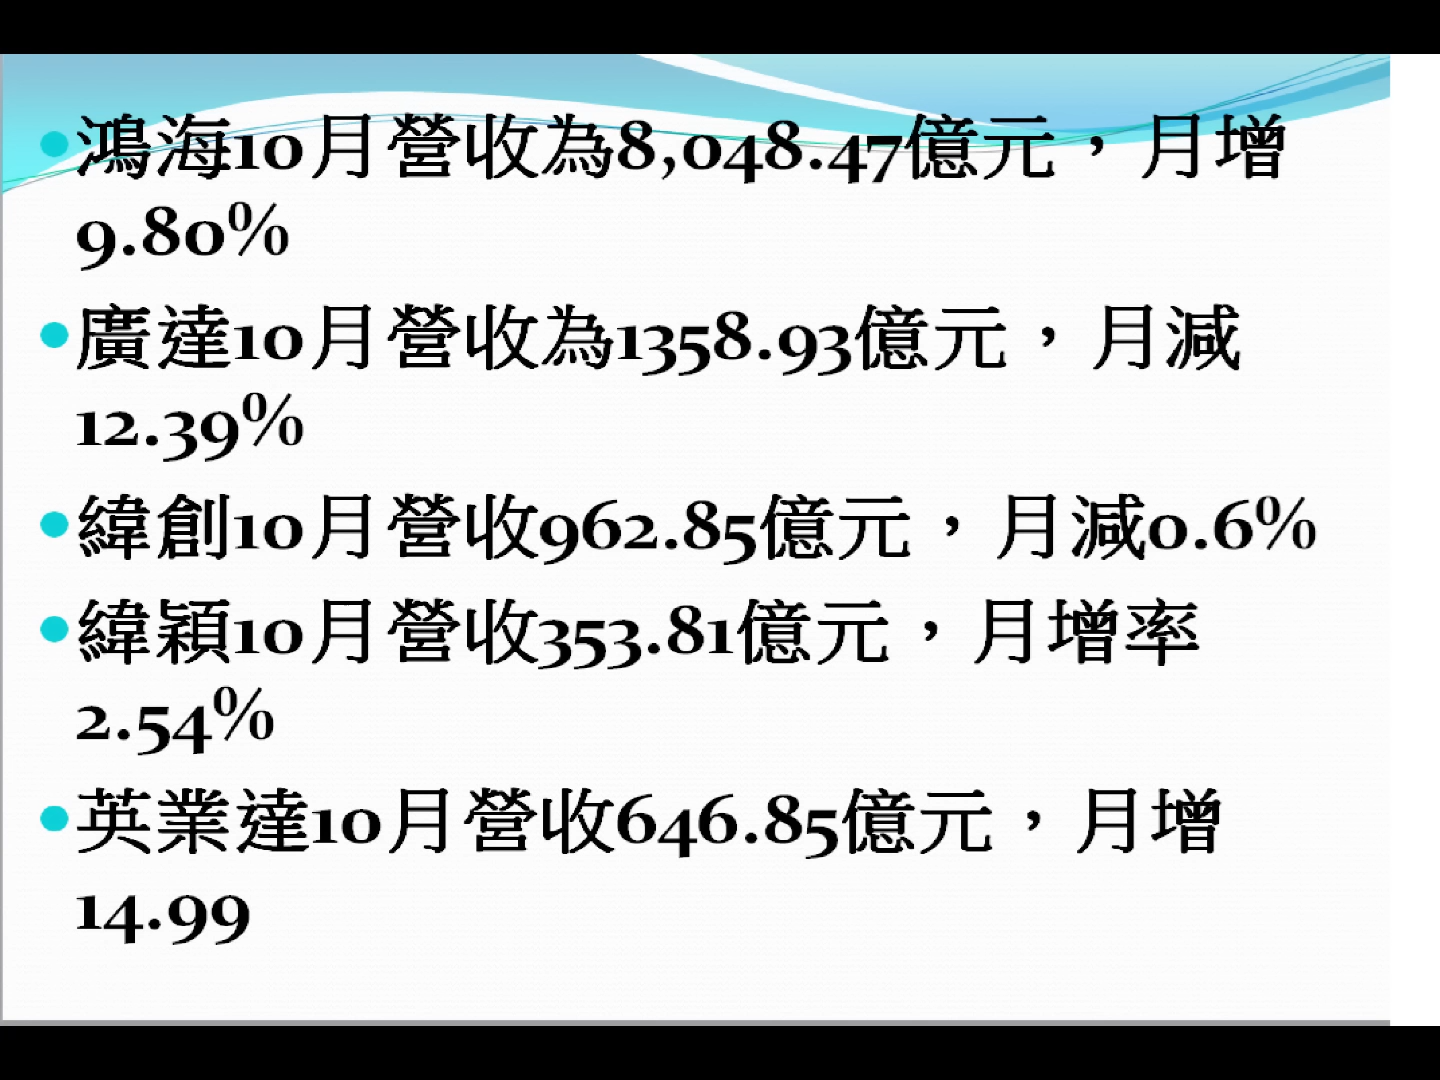 •鴻海10月營收為8,048.47億元，月增
9.80%
•廣達10月營收為1358.93億元，月減
12.39%
•緯創10月營收962.85億元，月減0.6%
•緯穎10月營收353.81億元，月增率
2.54%
•英業達10月營收646.85億元，月增
14.99